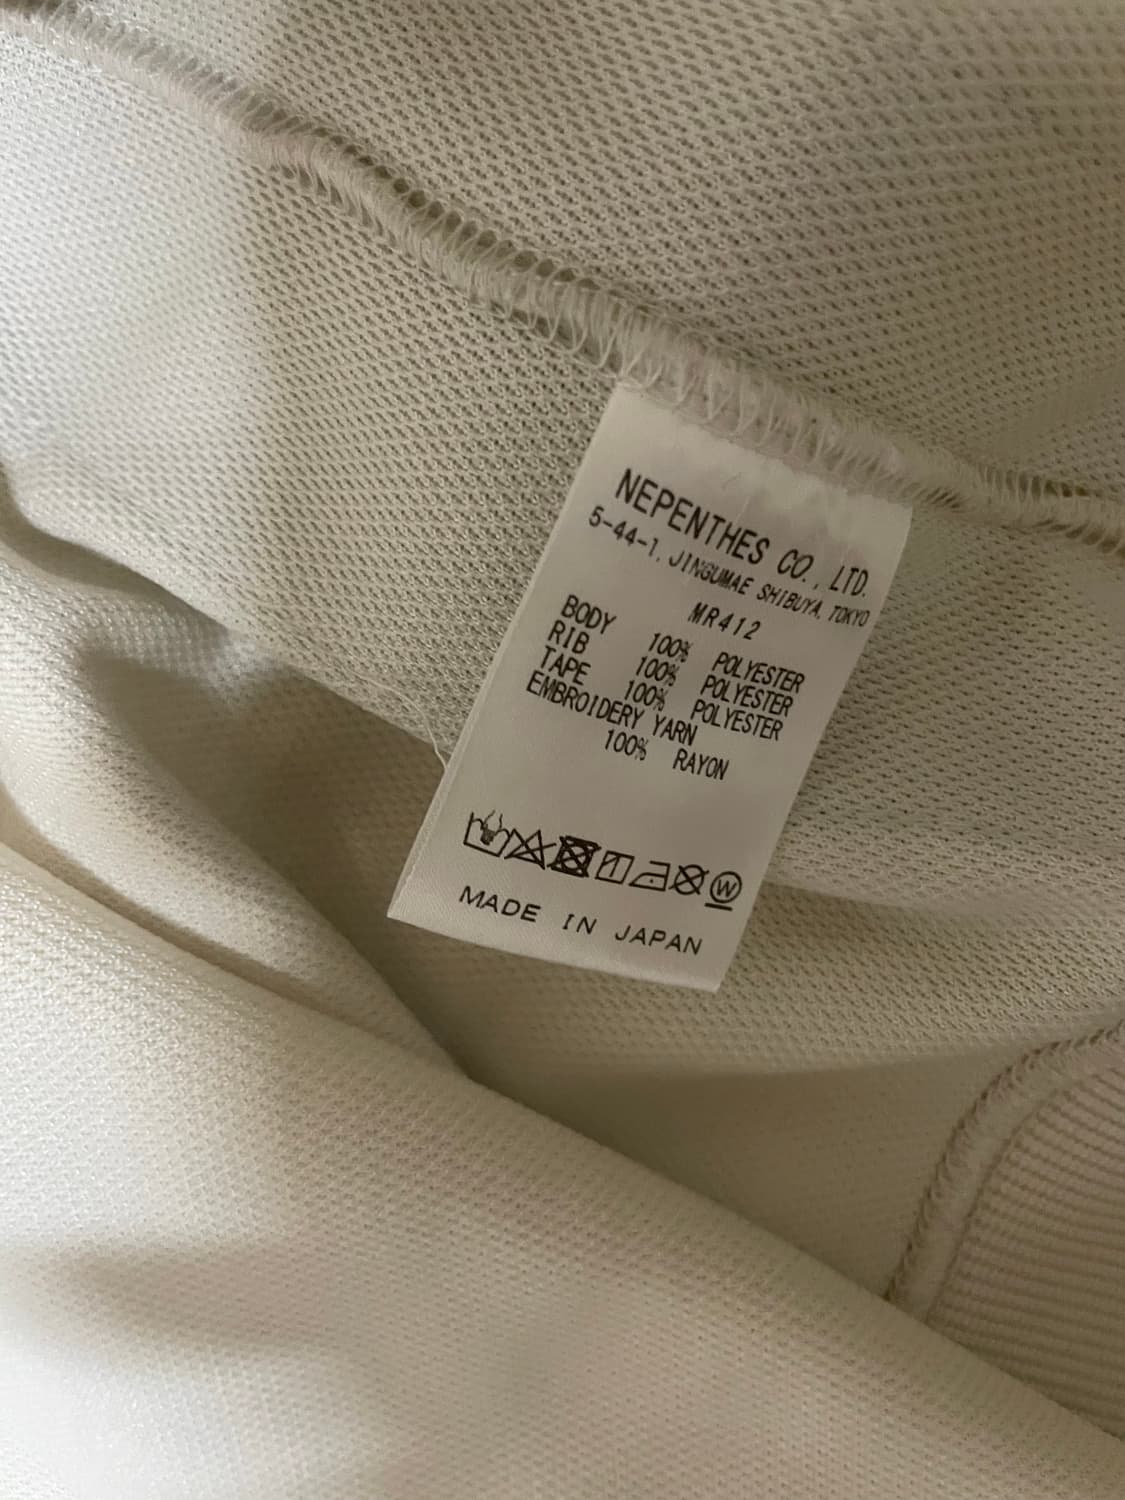 NEPENTHES CO., LTD.
5-44-1, JINGUMAE SHIBUYA, TOKYO
MR412
BODY 100% POLYESTER
RIB 100% POLYESTER
TAPE 100% POLYESTER
EMBROIDERY YARN
100% RAYON
W
MADE IN JAPAN